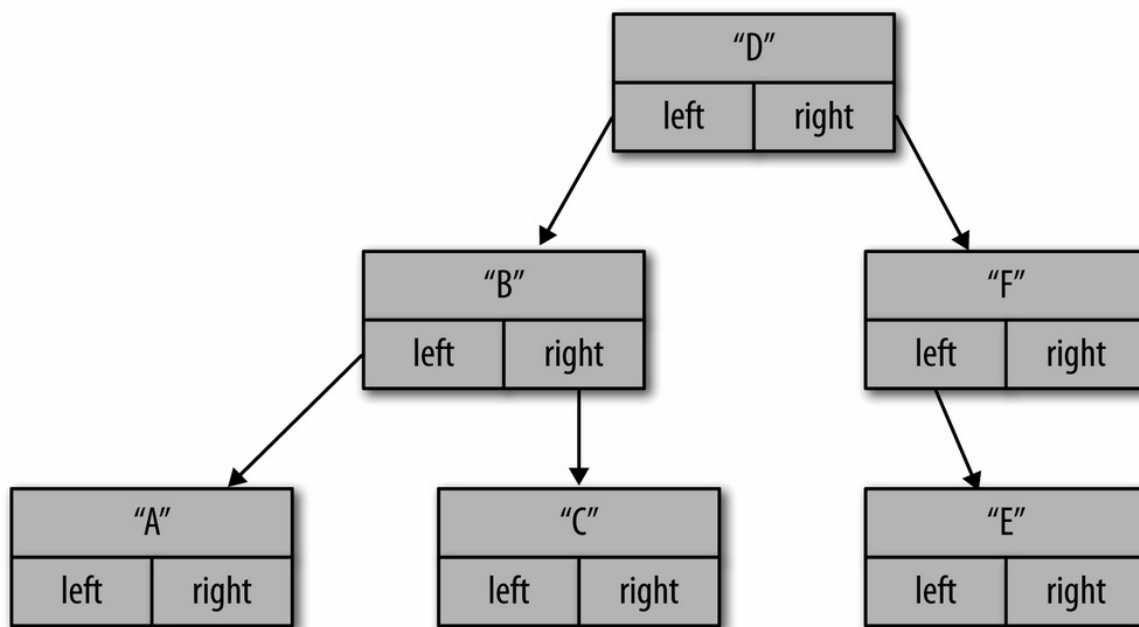 “D”
left right
“B” “F”
left right left right
“A” “C” “E”
left right left right left right